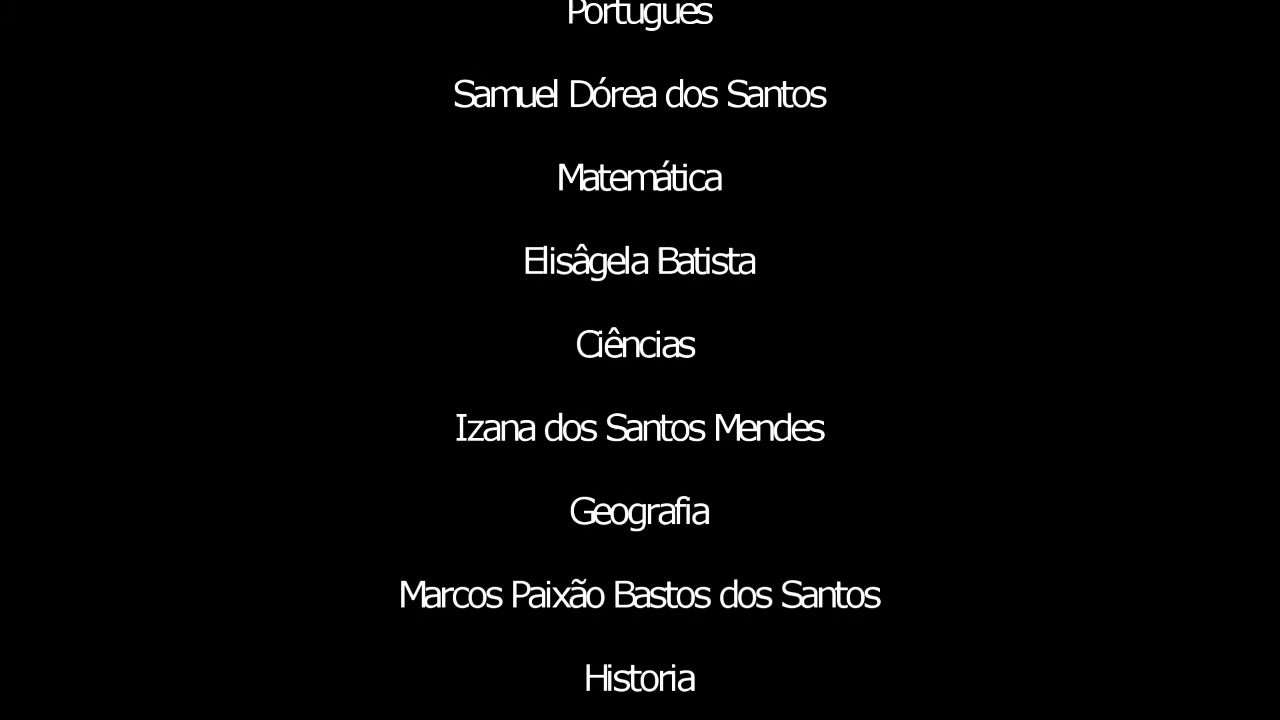 Portugues
Samuel Dórea dos Santos
Matemática
Elisâgela Batista
Ciências
Izana dos Santos Mendes
Geografia
Marcos Paixão Bastos dos Santos
Historia